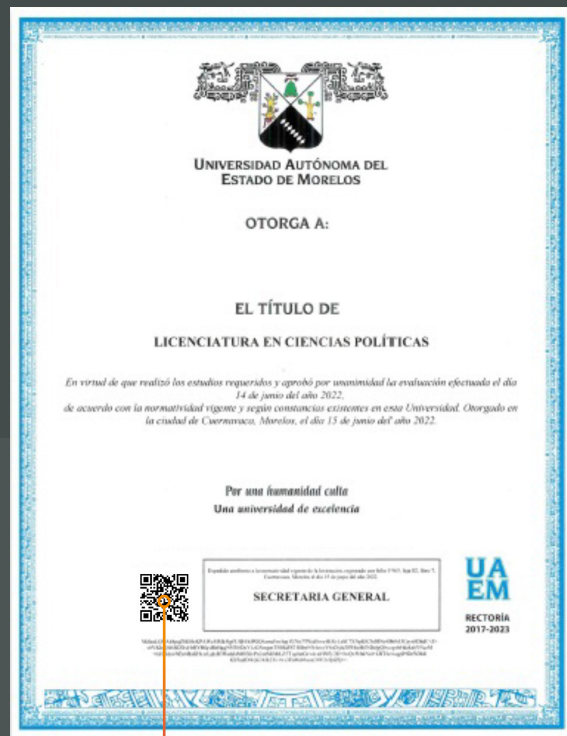 UNIVERSIDAD AUTÓNOMA DEL
ESTADO DE MORELOS
OTORGA A:
EL TÍTULO DE
LICENCIATURA EN CIENCIAS POLÍTICAS
En virtud de que realizó los estudios requeridos y aprobó por unanimidad la evaluación efectuada el día
14 de junio del año 2022,
de acuerdo con la normatividad vigente y según constancias existentes en esta Universidad. Otorgado en
la ciudad de Cuernavaca, Morelos, el día 15 de junio del año 2022.
Por una humanidad culta
Una universidad de excelencia
SECRETARIA GENERAL
UA
EM
RECTORÍA
2017-2023